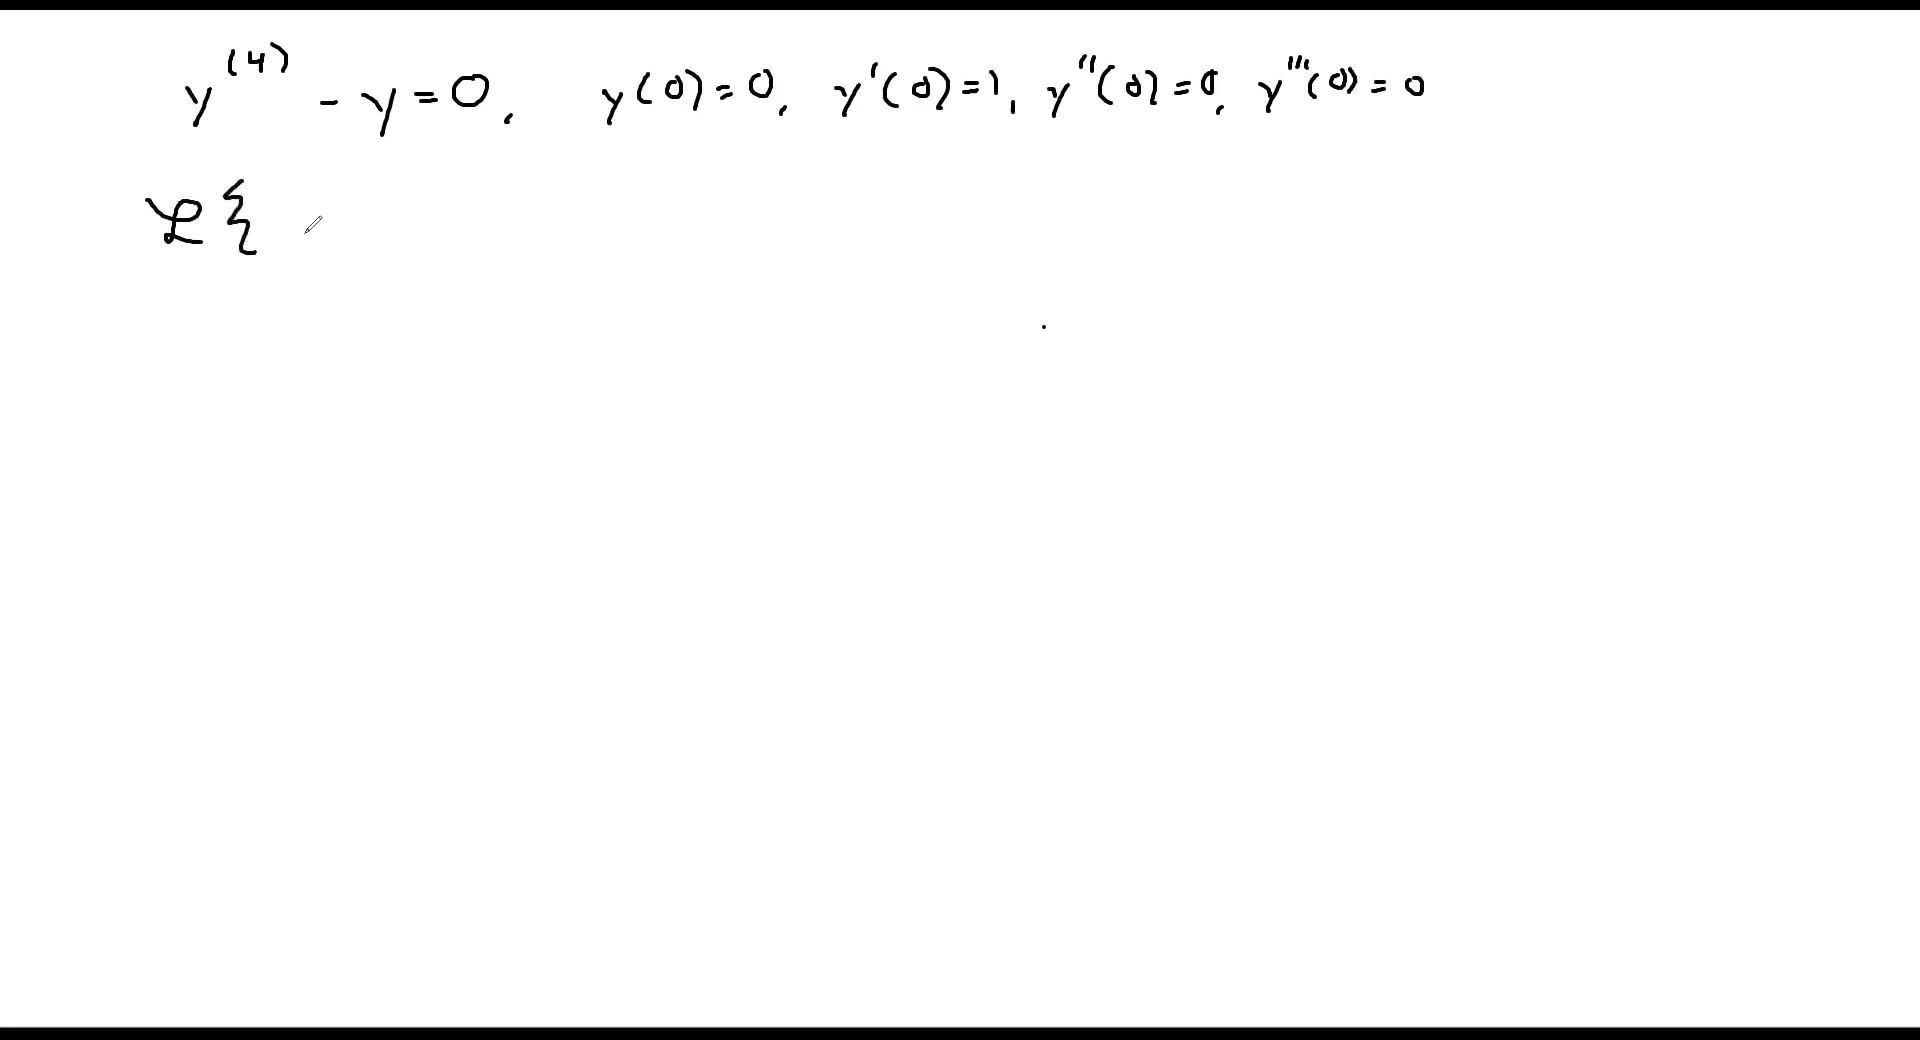 y^(4) - y = 0, y(0) = 0, y'(0) = 1, y''(0) = 0, y'''(0) = 0
ℒ{